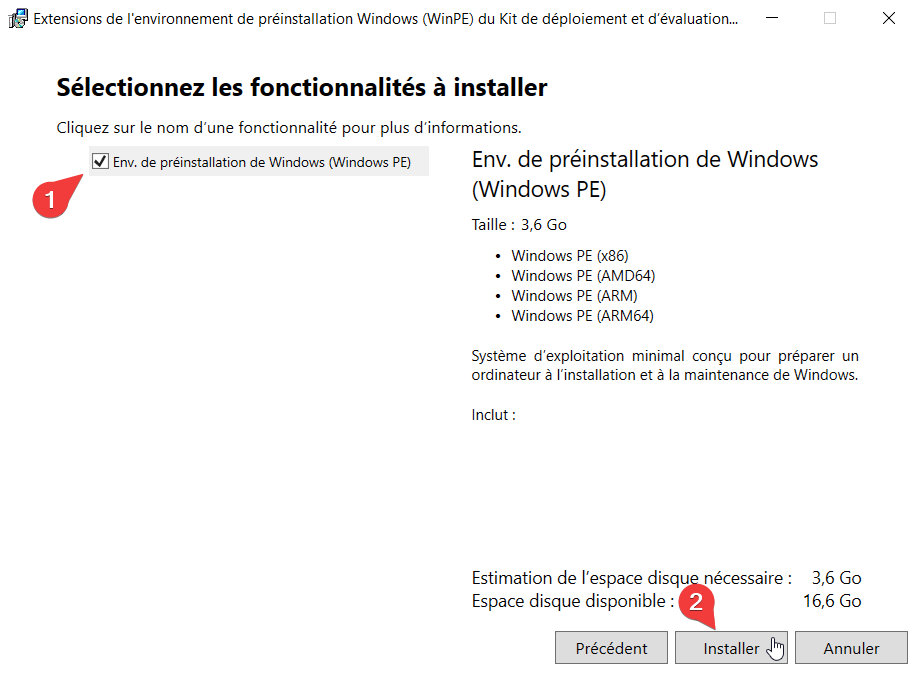 Extensions de l'environnement de préinstallation Windows (WinPE) du Kit de déploiement et d'évaluation...
Sélectionnez les fonctionnalités à installer
Cliquez sur le nom d'une fonctionnalité pour plus d'informations.
Env. de préinstallation de Windows (Windows PE)
1
Env. de préinstallation de Windows
(Windows PE)
Taille : 3,6 Go
• Windows PE (x86)
• Windows PE (AMD64)
• Windows PE (ARM)
• Windows PE (ARM64)
Système d'exploitation minimal conçu pour préparer un
ordinateur à l'installation et à la maintenance de Windows.
Inclut :
Estimation de l'espace disque nécessaire : 3,6 Go
Espace disque disponible : 16,6 Go
2
Précédent Installer Annuler